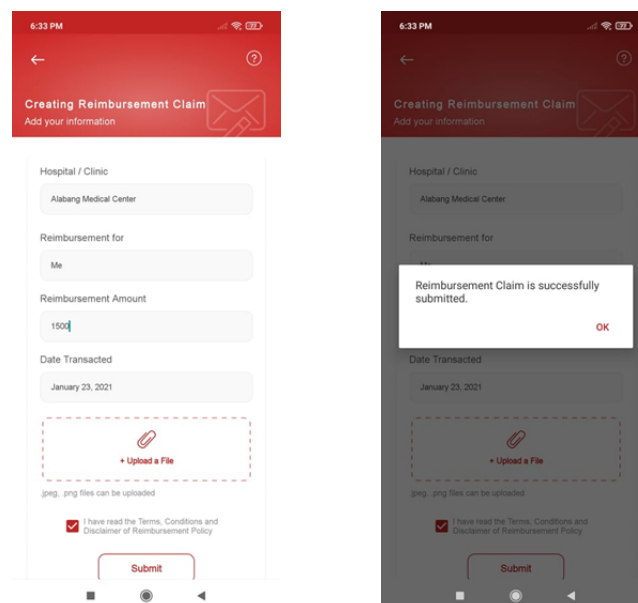 6:33 PM
Creating Reimbursement Claim
Add your information
Hospital / Clinic
Alabang Medical Center
Reimbursement for
Me
Reimbursement Amount
1500
Date Transacted
January 23, 2021
+ Upload a File
.jpeg, .png files can be uploaded
I have read the Terms, Conditions and
Disclaimer of Reimbursement Policy
Submit
6:33 PM
Creating Reimbursement Claim
Add your information
Hospital / Clinic
Alabang Medical Center
Reimbursement for
Reimbursement Claim is successfully
submitted.
OK
Date Transacted
January 23, 2021
+ Upload a File
.jpeg, .png files can be uploaded
I have read the Terms, Conditions and
Disclaimer of Reimbursement Policy
Submit